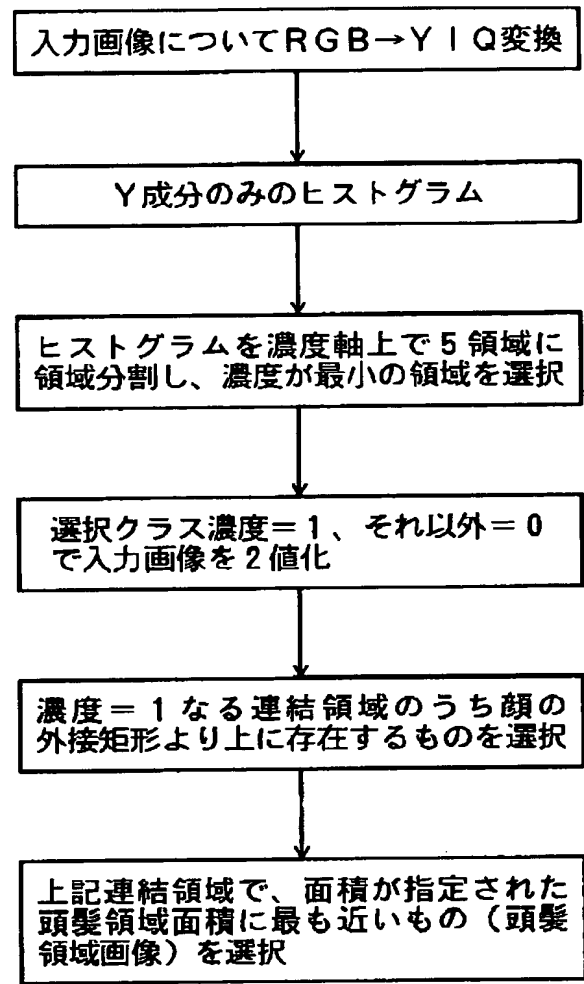 入力画像についてRGB→YIQ変換
Y成分のみのヒストグラム
ヒストグラムを濃度軸上で5領域に
領域分割し、濃度が最小の領域を選択
選択クラス濃度=1、それ以外=0
で入力画像を2値化
濃度=1なる連結領域のうち顔の
外接矩形より上に存在するものを選択
上記連結領域で、面積が指定された
頭髪領域面積に最も近いもの(頭髪
領域画像)を選択